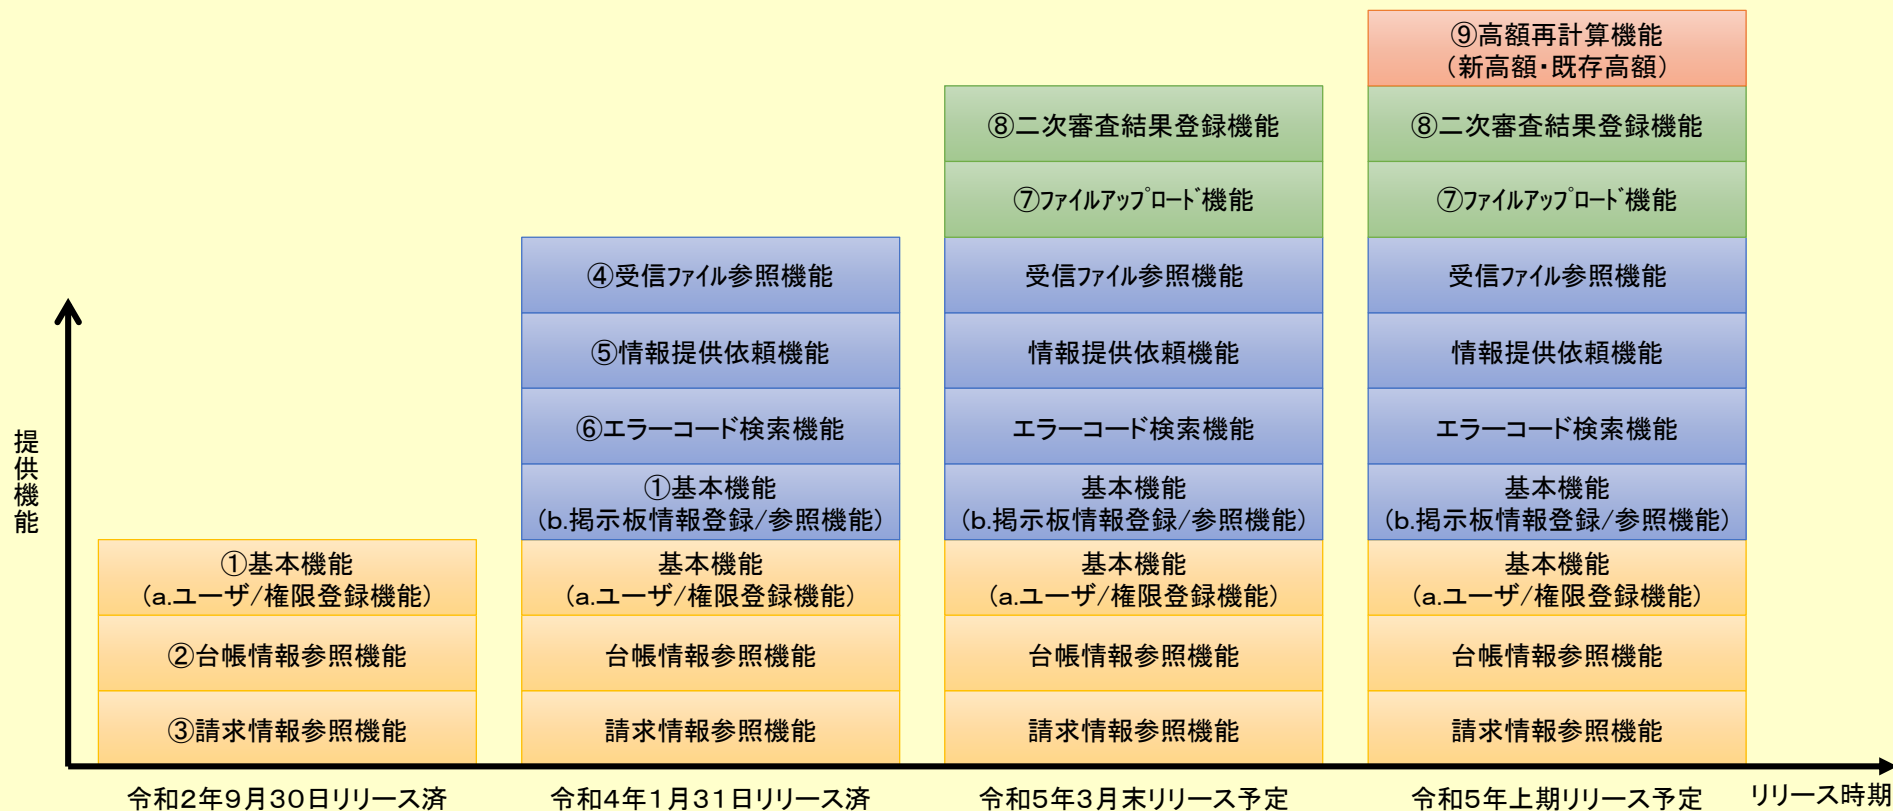 ⑨高額再計算機能
(新高額・既存高額)
⑧二次審査結果登録機能
⑧二次審査結果登録機能
⑦ﾌｧｲﾙｱｯﾌﾟﾛｰﾄﾞ機能
⑦ﾌｧｲﾙｱｯﾌﾟﾛｰﾄﾞ機能
④受信ﾌｧｲﾙ参照機能
受信ﾌｧｲﾙ参照機能
受信ﾌｧｲﾙ参照機能
⑤情報提供依頼機能
情報提供依頼機能
情報提供依頼機能
⑥エラーコード検索機能
エラーコード検索機能
エラーコード検索機能
①基本機能
(b.掲示板情報登録/参照機能)
基本機能
(b.掲示板情報登録/参照機能)
基本機能
(b.掲示板情報登録/参照機能)
提供機能
①基本機能
(a.ユーザ/権限登録機能)
基本機能
(a.ユーザ/権限登録機能)
基本機能
(a.ユーザ/権限登録機能)
基本機能
(a.ユーザ/権限登録機能)
②台帳情報参照機能
台帳情報参照機能
台帳情報参照機能
台帳情報参照機能
③請求情報参照機能
請求情報参照機能
請求情報参照機能
請求情報参照機能
令和2年9月30日リリース済
令和4年1月31日リリース済
令和5年3月末リリース予定
令和5年上期リリース予定
リリース時期